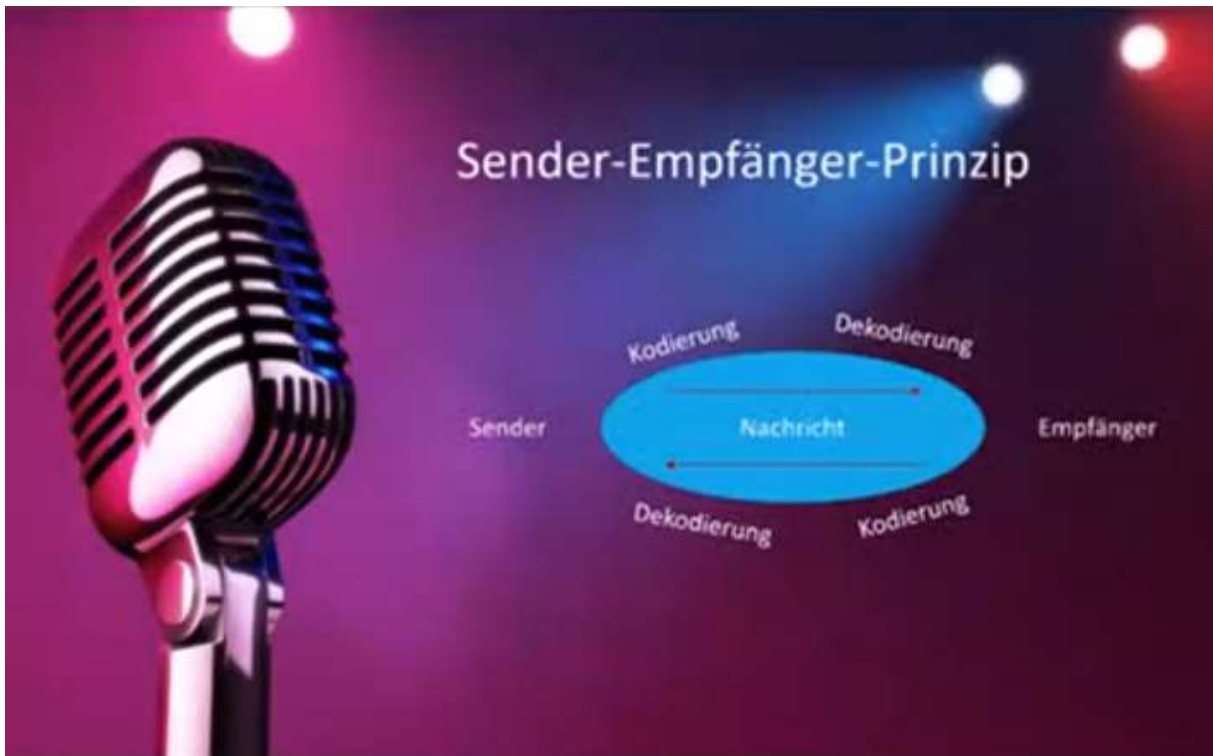 Sender-Empfänger-Prinzip
Kodierung
Dekodierung
Sender
Nachricht
Empfänger
Dekodierung
Kodierung